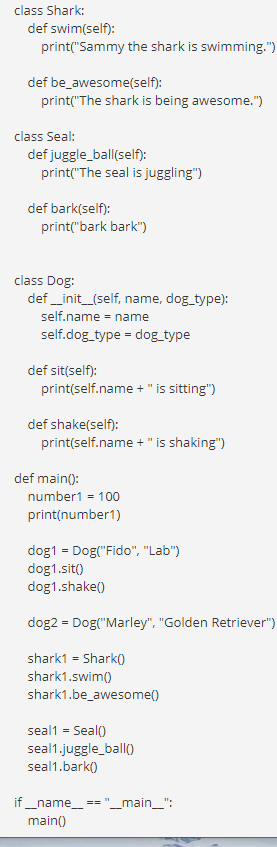 class Shark:
    def swim(self):
        print("Sammy the shark is swimming.")

    def be_awesome(self):
        print("The shark is being awesome.")

class Seal:
    def juggle_ball(self):
        print("The seal is juggling")

    def bark(self):
        print("bark bark")


class Dog:
    def __init__(self, name, dog_type):
        self.name = name
        self.dog_type = dog_type

    def sit(self):
        print(self.name + " is sitting")

    def shake(self):
        print(self.name + " is shaking")

def main():
    number1 = 100
    print(number1)

    dog1 = Dog("Fido", "Lab")
    dog1.sit()
    dog1.shake()

    dog2 = Dog("Marley", "Golden Retriever")

    shark1 = Shark()
    shark1.swim()
    shark1.be_awesome()

    seal1 = Seal()
    seal1.juggle_ball()
    seal1.bark()

if __name__ == "__main__":
    main()